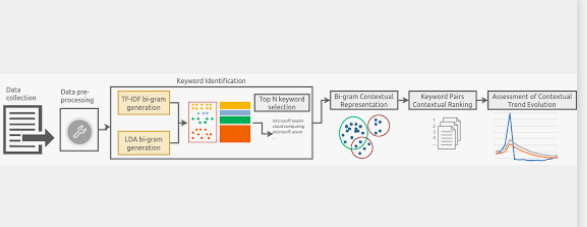 Data
collection
Data pre-
processing
Keyword Identification
TF-IDF bi-gram
generation
LDA bi-gram
generation
Top N keyword
selection
microsoft teams
cloud computing
microsoft azure
Bi-gram Contextual
Representation
Keyword Pairs
Contextual Ranking
Assessment of Contextual
Trend Evolution